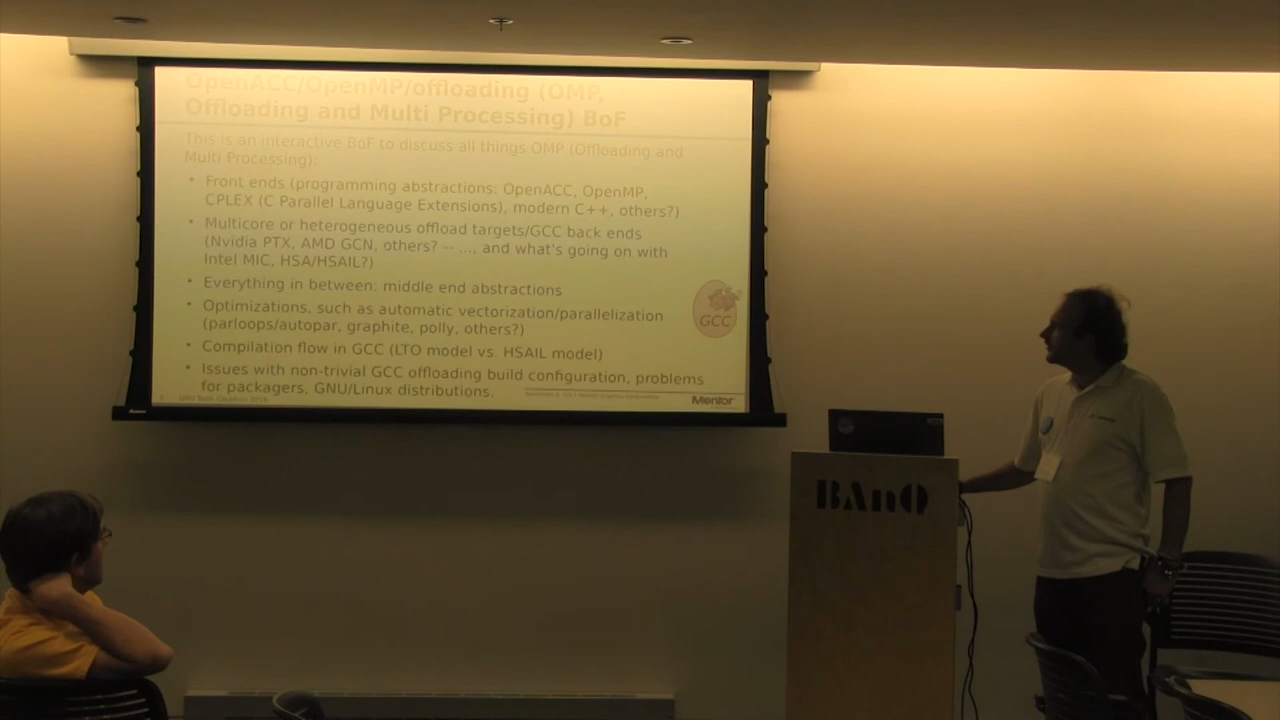 OpenACC/OpenMP/offloading (OMP,
Offloading and Multi Processing) BoF
This is an interactive BoF to discuss all things OMP (Offloading and
Multi Processing):
• Front ends (programming abstractions: OpenACC, OpenMP,
CPLEX (C Parallel Language Extensions), modern C++, others?)
• Multicore or heterogeneous offload targets/GCC back ends
(Nvidia PTX, AMD GCN, others? -- ..., and what's going on with
Intel MIC, HSA/HSAIL?)
• Everything in between: middle end abstractions
• Optimizations, such as automatic vectorization/parallelization
(parloops/autopar, graphite, polly, others?)
• Compilation flow in GCC (LTO model vs. HSAIL model)
• Issues with non-trivial GCC offloading build configuration, problems
for packagers, GNU/Linux distributions.
GCC
GNU Tools Cauldron 2019
Mentor
BAnQ